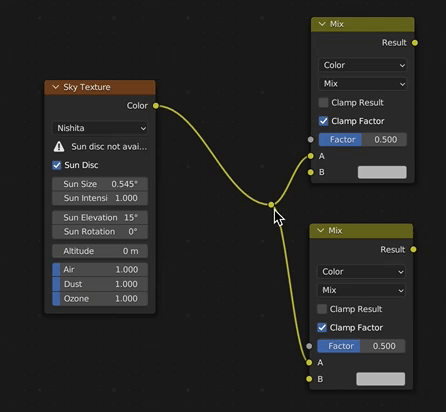 Sky Texture
Color
Nishita
Sun disc not avai...
Sun Disc
Sun Size 0.545°
Sun Intensi 1.000
Sun Elevation 15°
Sun Rotation 0°
Altitude 0 m
Air 1.000
Dust 1.000
Ozone 1.000
Mix
Result
Color
Mix
Clamp Result
Clamp Factor
Factor 0.500
A
B
Mix
Result
Color
Mix
Clamp Result
Clamp Factor
Factor 0.500
A
B